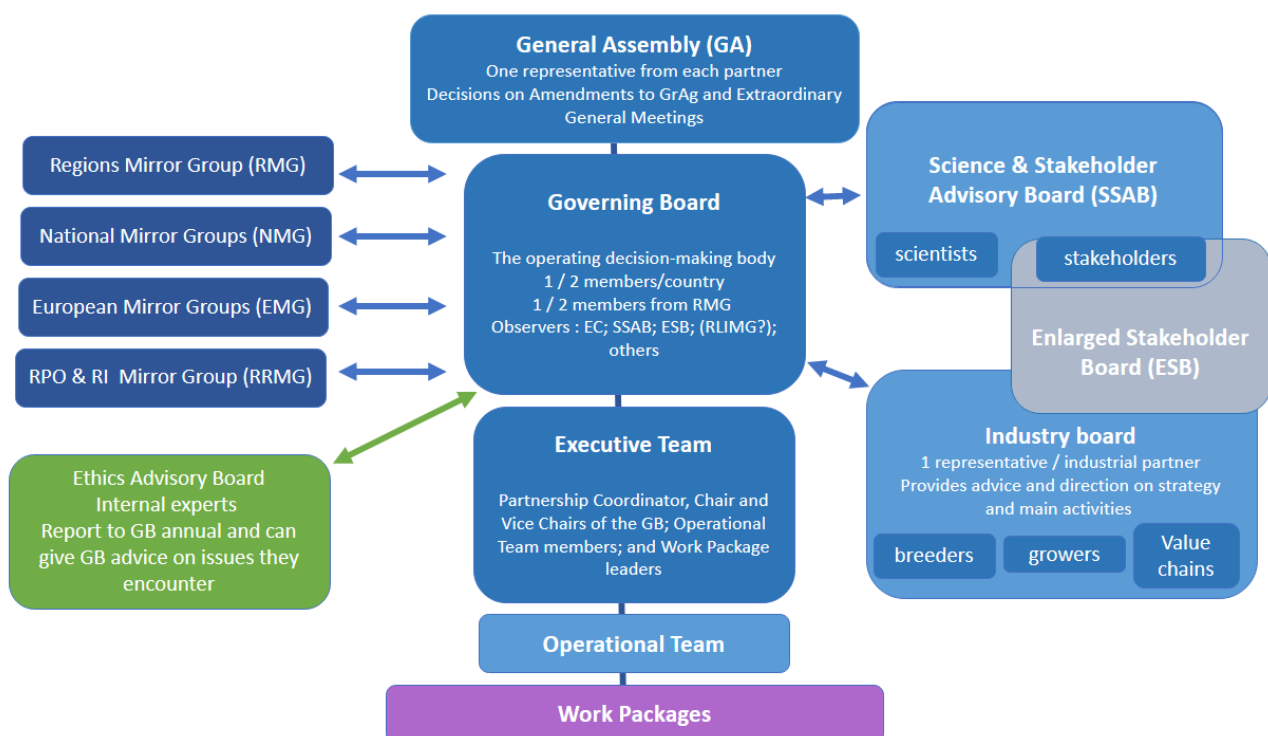 General Assembly (GA)
One representative from each partner
Decisions on Amendments to GrAg and Extraordinary
General Meetings
Regions Mirror Group (RMG)
National Mirror Groups (NMG)
European Mirror Groups (EMG)
RPO & RI  Mirror Group (RRMG)
Governing Board
The operating decision-making body
1 / 2 members/country
1 / 2 members from RMG
Observers : EC; SSAB; ESB; (RLIMG?);
others
Science & Stakeholder
Advisory Board (SSAB)
scientists
stakeholders
Enlarged Stakeholder
Board (ESB)
Ethics Advisory Board
Internal experts
Report to GB annual and can
give GB advice on issues they
encounter
Executive Team
Partnership Coordinator, Chair and
Vice Chairs of the GB; Operational
Team members; and Work Package
leaders
Industry board
1 representative / industrial partner
Provides advice and direction on strategy
and main activities
breeders
growers
Value
chains
Operational Team
Work Packages